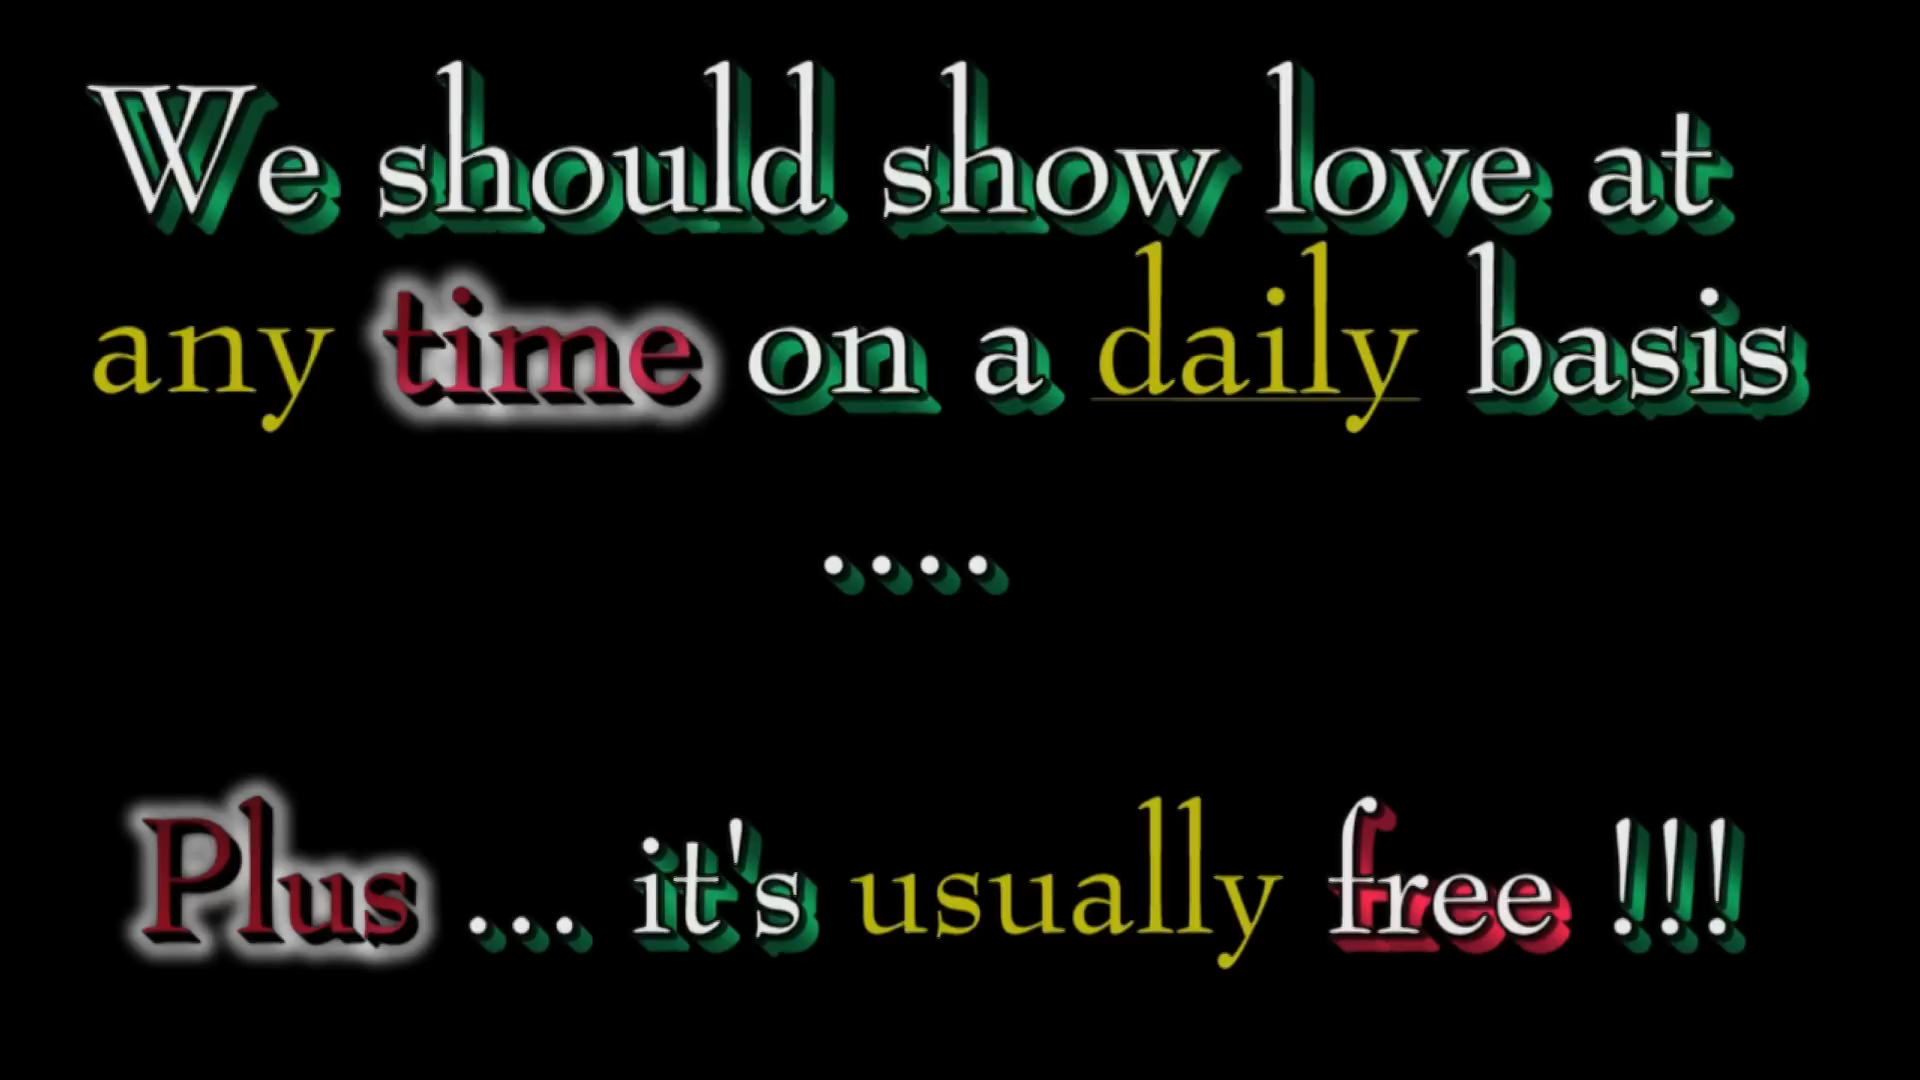 We should show love at
any time on a daily basis
....
Plus ... it's usually free !!!